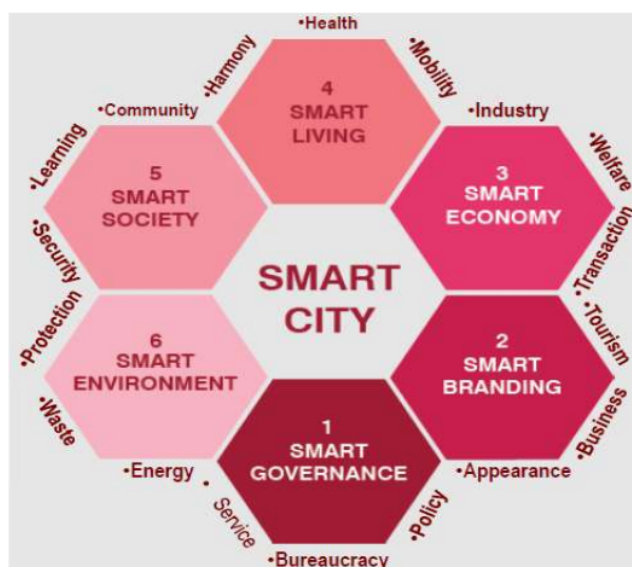 •Health
•Harmony
•Mobility
4
SMART
LIVING
•Community
•Industry
•Learning
•Welfare
5
SMART
SOCIETY
3
SMART
ECONOMY
•Security
•Transaction
SMART
CITY
•Protection
•Tourism
6
SMART
ENVIRONMENT
2
SMART
BRANDING
•Waste
•Business
1
SMART
GOVERNANCE
•Energy
•Appearance
• Service
•Policy
•Bureaucracy